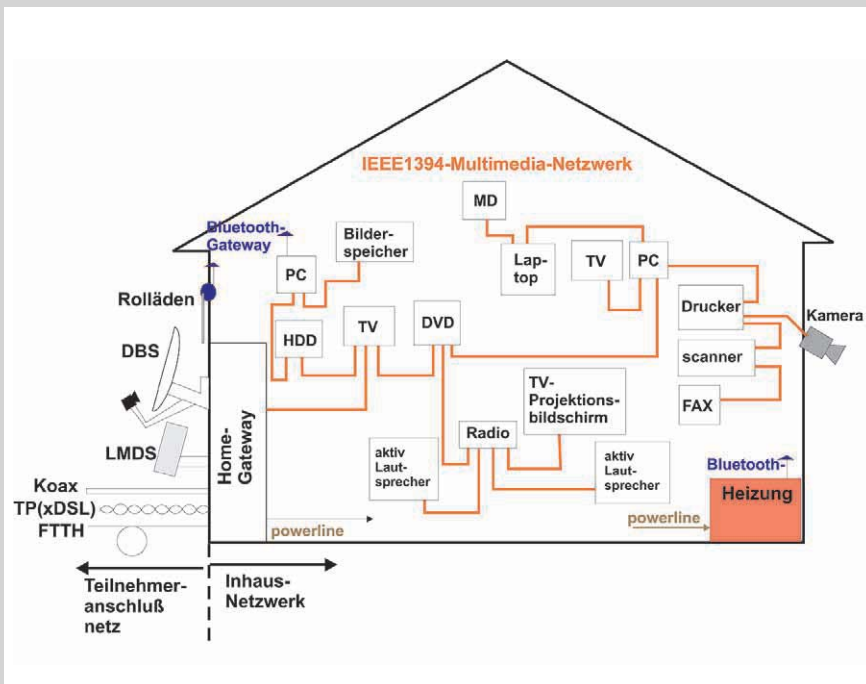 IEEE1394-Multimedia-Netzwerk
MD
Bluetooth-
Gateway
Bilder-
speicher
PC
Lap-
top
TV
PC
Rolläden
Drucker
Kamera
HDD
TV
DVD
DBS
scanner
TV-
Projektions-
bildschirm
FAX
Radio
aktiv
Laut-
sprecher
aktiv
Laut-
sprecher
LMDS
Home-
Gateway
Bluetooth-
Heizung
Koax
TP(xDSL)
FTTH
powerline
powerline
Teilnehmer-
anschluß
netz
Inhaus-
Netzwerk